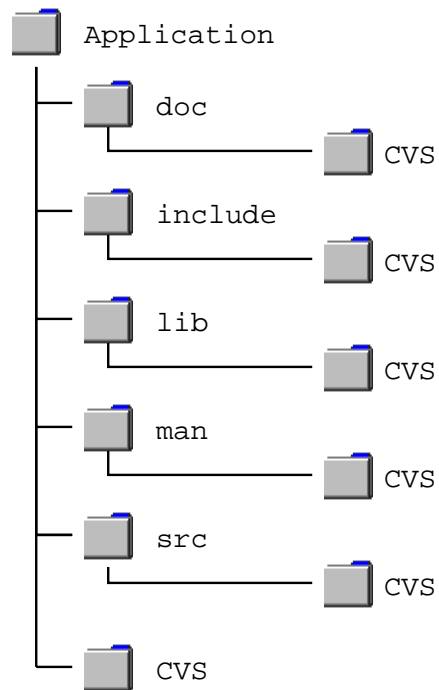 Application
doc
CVS
include
CVS
lib
CVS
man
CVS
src
CVS
CVS